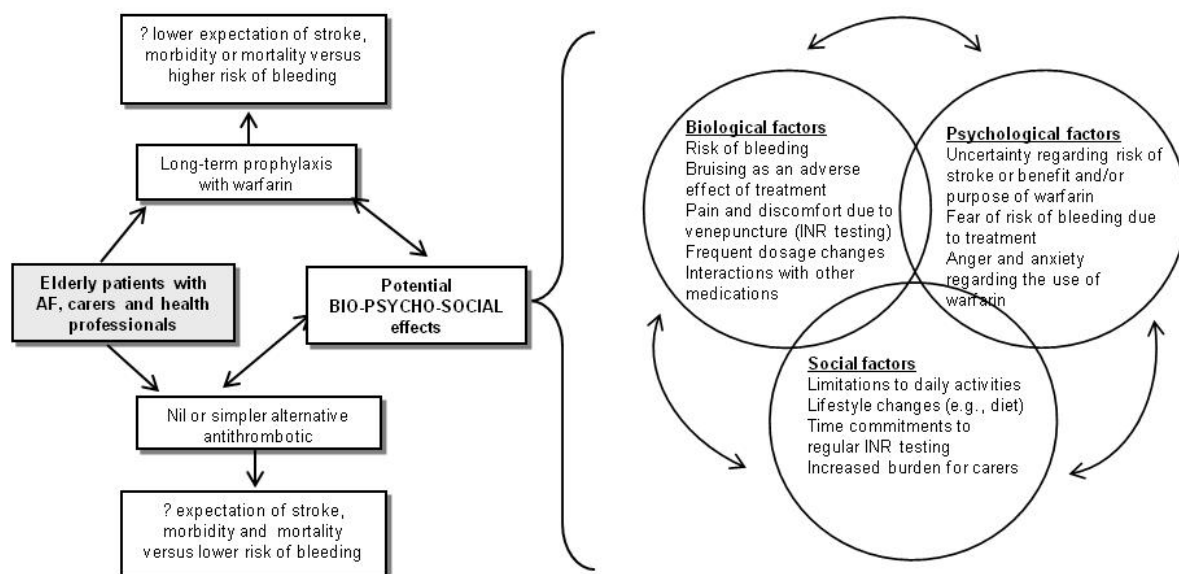 ? lower expectation of stroke,
morbidity or mortality versus
higher risk of bleeding
Long-term prophylaxis
with warfarin
Elderly patients with
AF, carers and health
professionals
Potential
BIO-PSYCHO-SOCIAL
effects
Nil or simpler alternative
antithrombotic
? expectation of stroke,
morbidity and mortality
versus lower risk of bleeding
Biological factors
Risk of bleeding
Bruising as an adverse
effect of treatment
Pain and discomfort due to
venepuncture (INR testing)
Frequent dosage changes
Interactions with other
medications
Psychological factors
Uncertainty regarding risk of
stroke or benefit and/or
purpose of warfarin
Fear of risk of bleeding due
to treatment
Anger and anxiety
regarding the use of
warfarin
Social factors
Limitations to daily activities
Lifestyle changes (e.g., diet)
Time commitments to
regular INR testing
Increased burden for carers